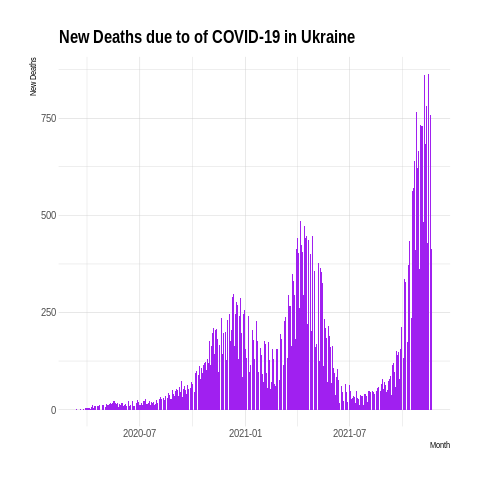 New Deaths due to of COVID-19 in Ukraine
New Deaths
750
500
250
0
2020-07 2021-01 2021-07
Month